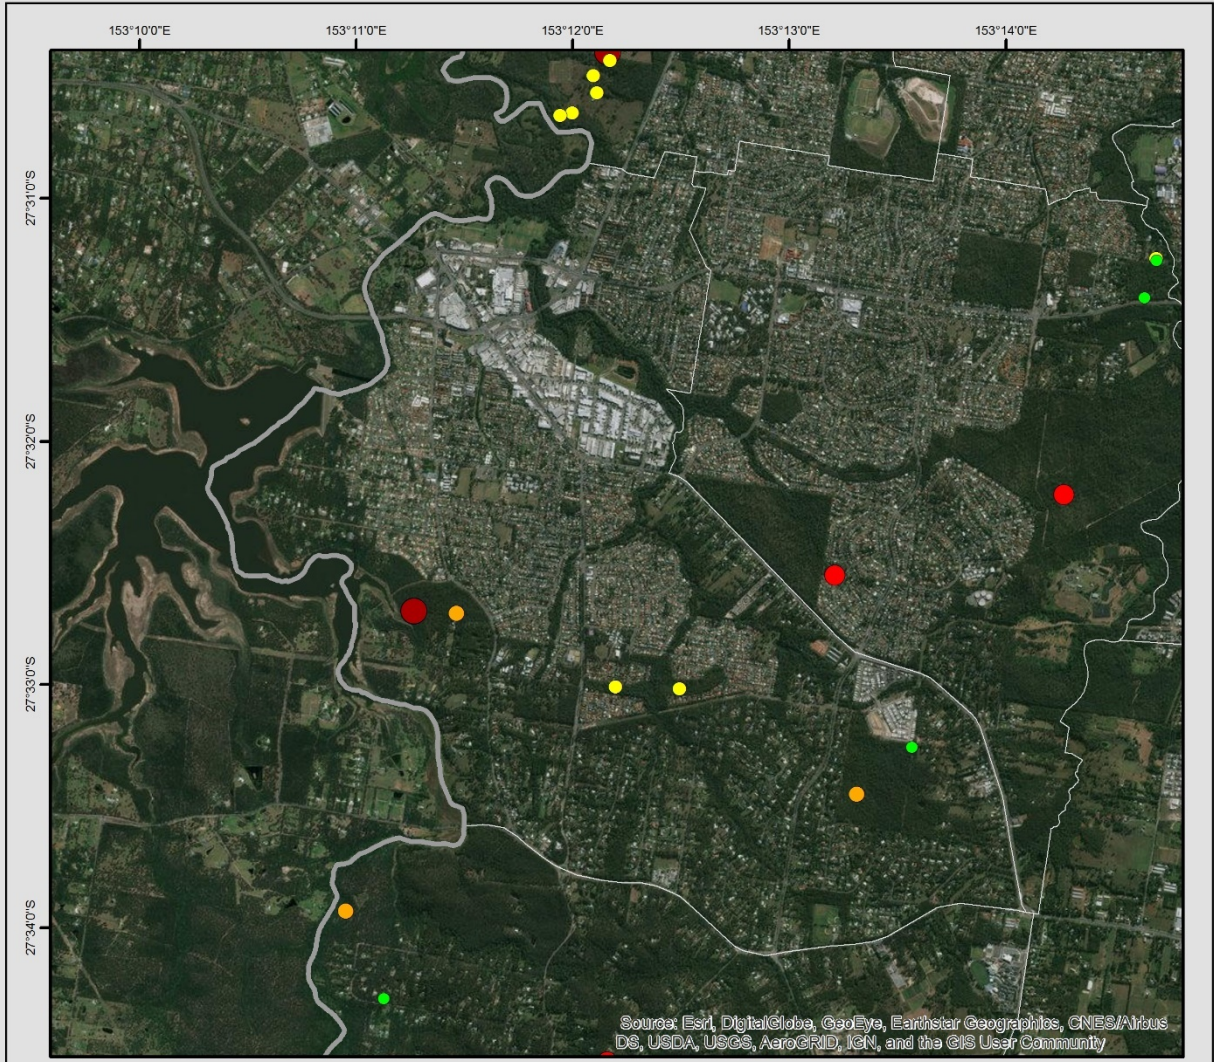 153°10'0"E 153°11'0"E 153°12'0"E 153°13'0"E 153°14'0"E
27°31'0"S
27°32'0"S
27°33'0"S
27°34'0"S
Source: Esri, DigitalGlobe, GeoEye, Earthstar Geographics, CNES/Airbus
DS, USDA, USGS, AeroGRID, IGN, and the GIS User Community